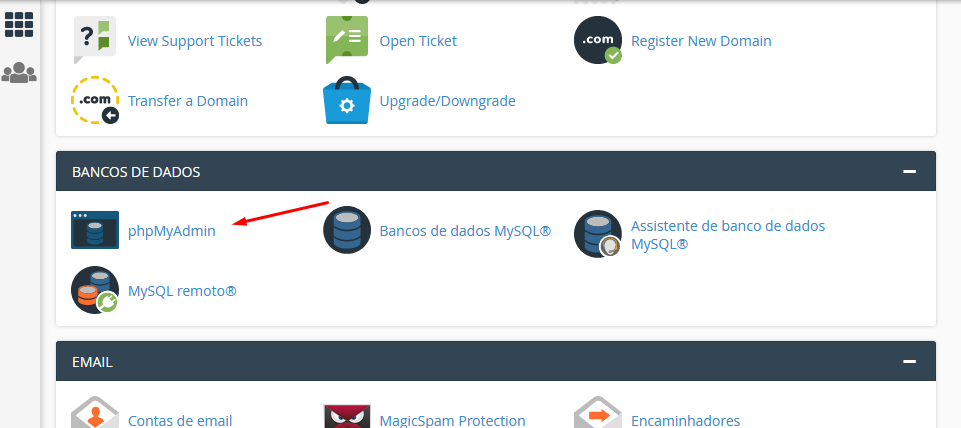 View Support Tickets
Open Ticket
.com
Register New Domain
.com
Transfer a Domain
Upgrade/Downgrade
BANCOS DE DADOS
phpMyAdmin
Bancos de dados MySQL®
Assistente de banco de dados
MySQL®
MySQL remoto®
EMAIL
Contas de email
MagicSpam Protection
Encaminhadores